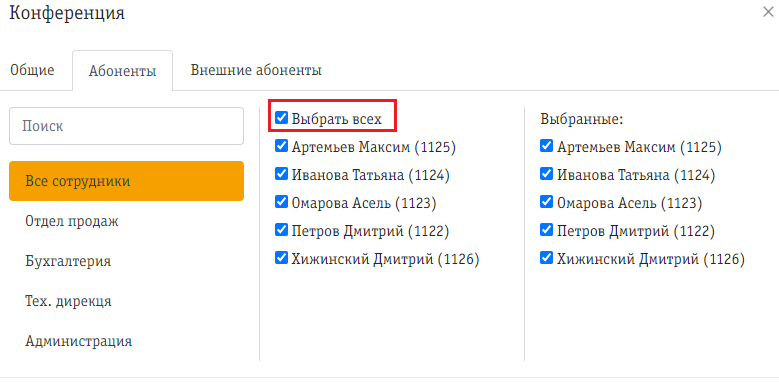 Конференция
Общие
Абоненты
Внешние абоненты
Поиск
Все сотрудники
Отдел продаж
Бухгалтерия
Тех. дирекця
Администрация
Выбрать всех
Артемьев Максим (1125)
Иванова Татьяна (1124)
Омарова Асель (1123)
Петров Дмитрий (1122)
Хижинский Дмитрий (1126)
Выбранные:
Артемьев Максим (1125)
Иванова Татьяна (1124)
Омарова Асель (1123)
Петров Дмитрий (1122)
Хижинский Дмитрий (1126)